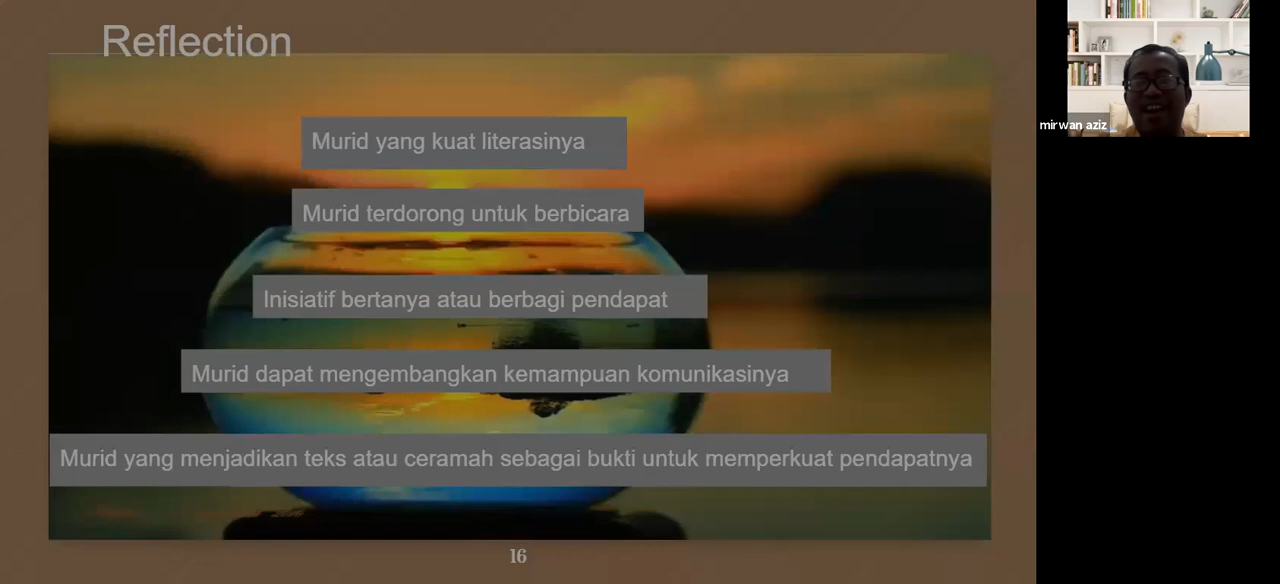 Reflection
Murid yang kuat literasinya
Murid terdorong untuk berbicara
Inisiatif bertanya atau berbagi pendapat
Murid dapat mengembangkan kemampuan komunikasinya
Murid yang menjadikan teks atau ceramah sebagai bukti untuk memperkuat pendapatnya
16
mirwan aziz